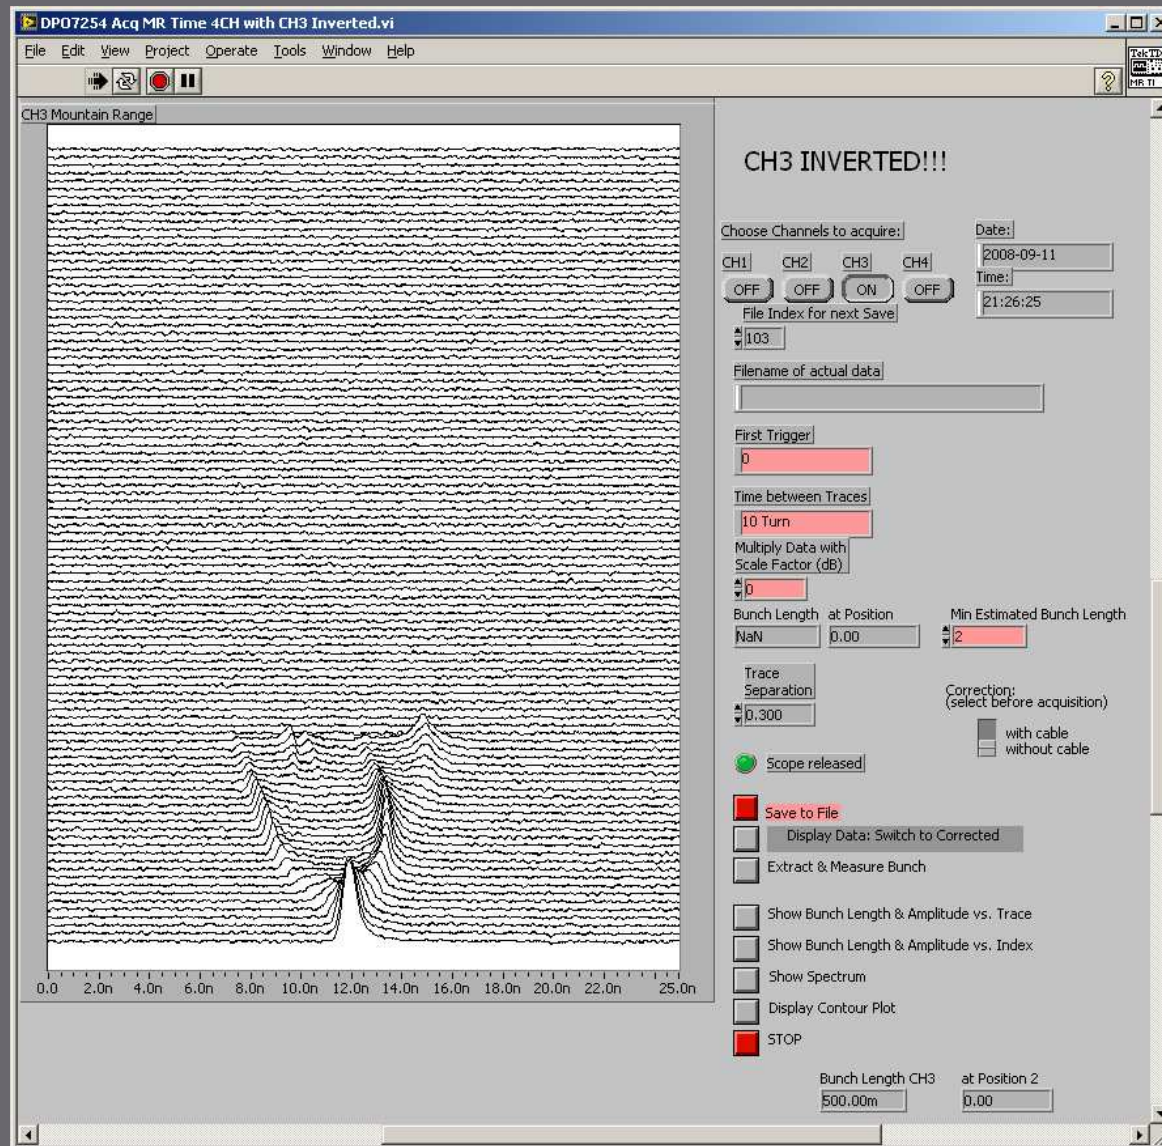 DPO7254 Acq MR Time 4CH with CH3 Inverted.vi
File Edit View Project Operate Tools Window Help
CH3 Mountain Range
CH3 INVERTED!!!
Choose Channels to acquire:
CH1 CH2 CH3 CH4
OFF OFF ON OFF
Date:
2008-09-11
Time:
21:26:25
File Index for next Save
103
Filename of actual data
First Trigger
0
Time between Traces
10 Turn
Multiply Data with
Scale Factor (dB)
0
Bunch Length at Position Min Estimated Bunch Length
NaN 0.00 2
Trace
Separation
0.300
Correction:
(select before acquisition)
with cable
without cable
Scope released
Save to File
Display Data: Switch to Corrected
Extract & Measure Bunch
Show Bunch Length & Amplitude vs. Trace
Show Bunch Length & Amplitude vs. Index
Show Spectrum
Display Contour Plot
STOP
Bunch Length CH3 at Position 2
500.00m 0.00
0.0 2.0n 4.0n 6.0n 8.0n 10.0n 12.0n 14.0n 16.0n 18.0n 20.0n 22.0n 25.0n